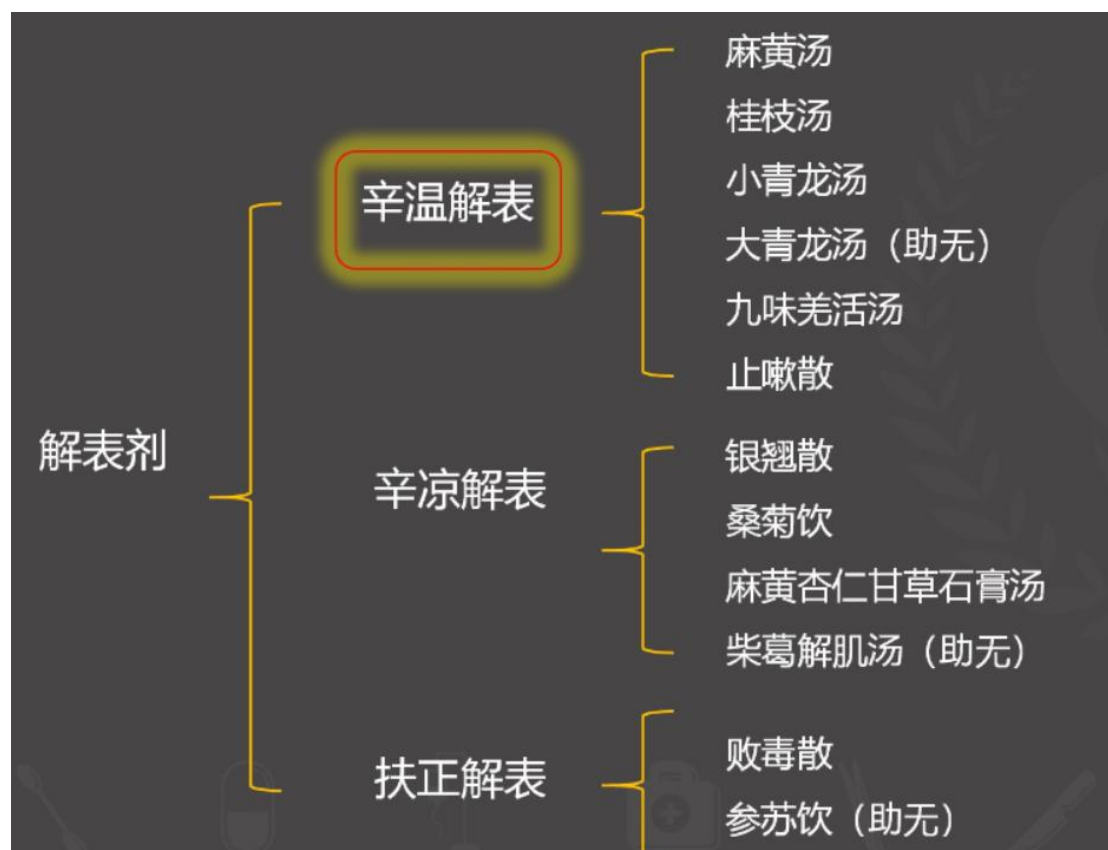 解表剂
辛温解表
麻黄汤
桂枝汤
小青龙汤
大青龙汤（助无）
九味羌活汤
止嗽散
辛凉解表
银翘散
桑菊饮
麻黄杏仁甘草石膏汤
柴葛解肌汤（助无）
扶正解表
败毒散
参苏饮（助无）